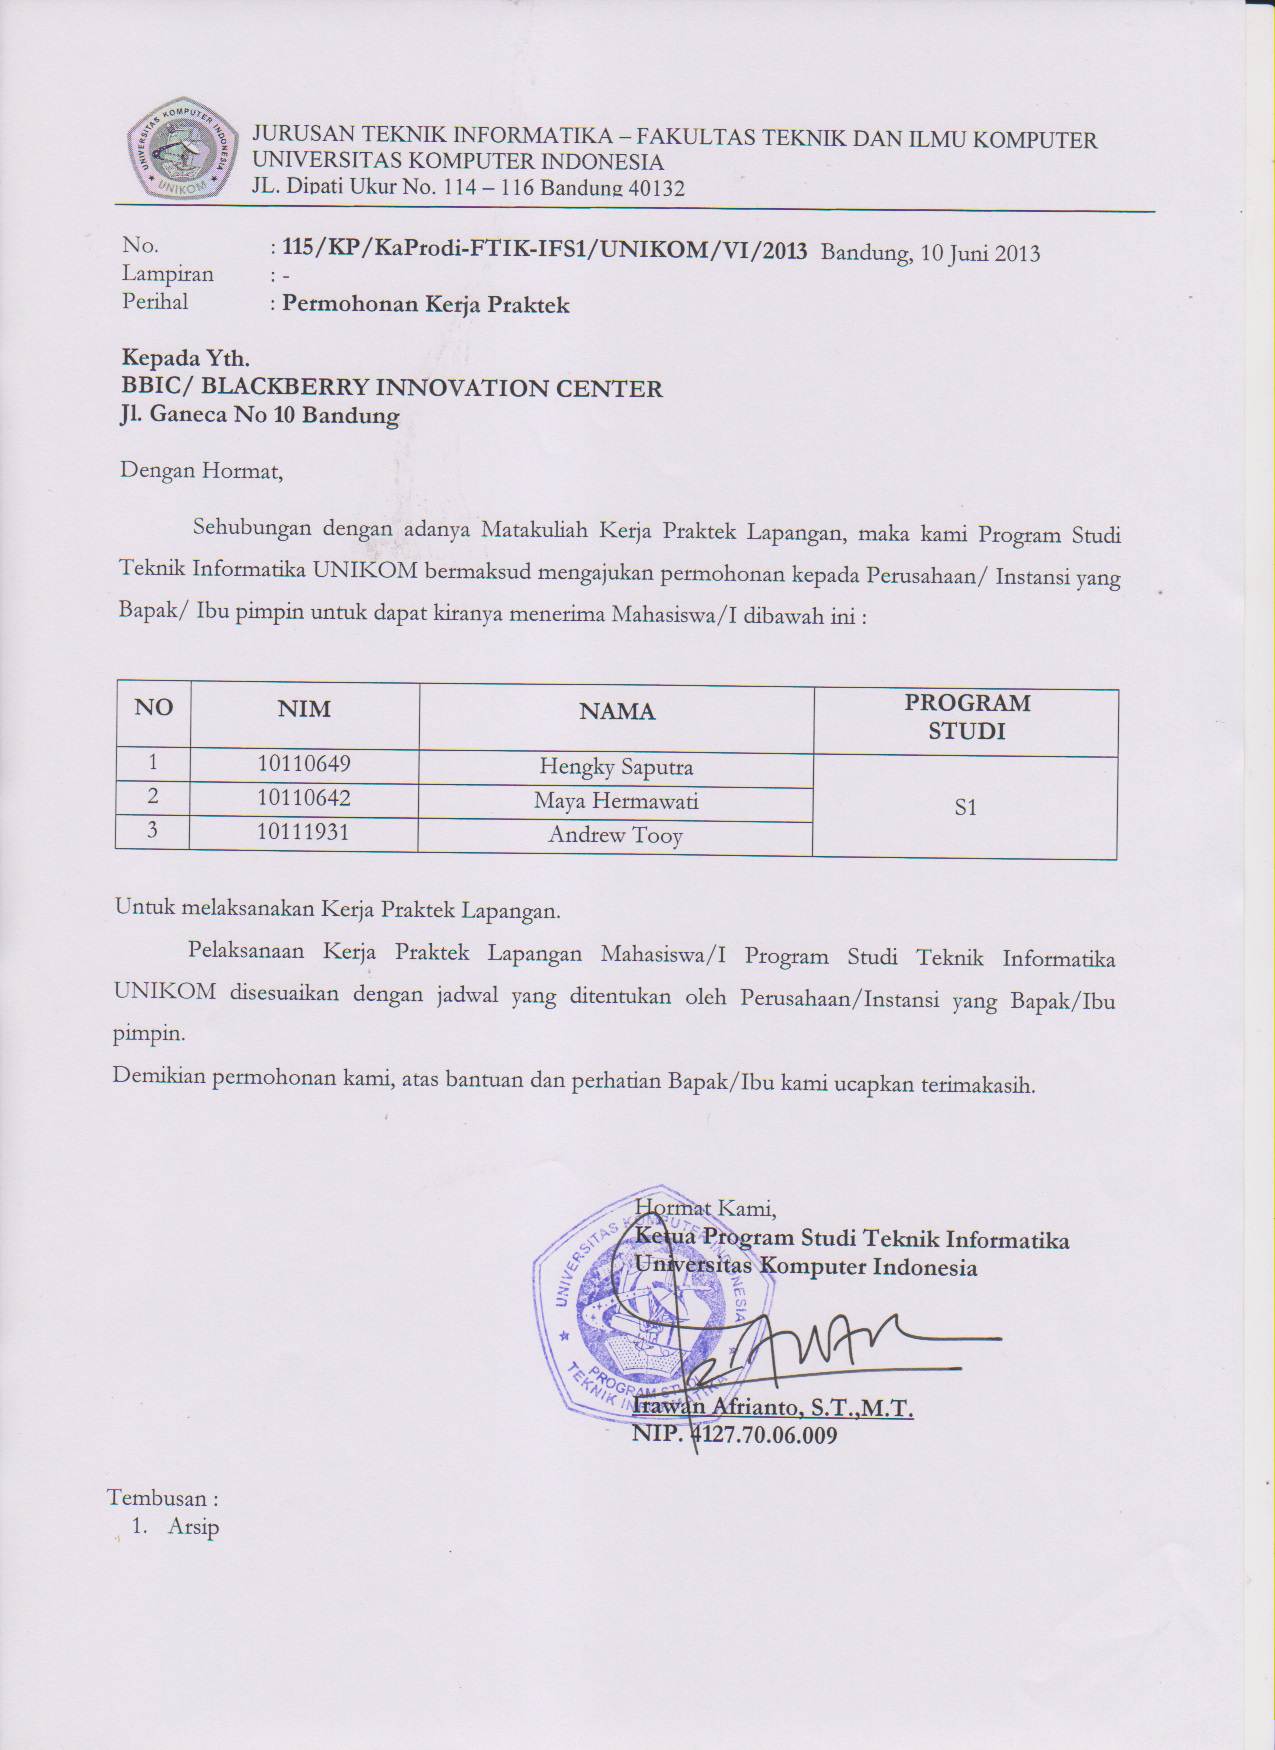 UNIVERSITAS KOMPUTER INDONESIA
UNIKOM
JURUSAN TEKNIK INFORMATIKA – FAKULTAS TEKNIK DAN ILMU KOMPUTER
UNIVERSITAS KOMPUTER INDONESIA
JL. Dipati Ukur No. 114 – 116 Bandung 40132
No. : 115/KP/KaProdi-FTIK-IFS1/UNIKOM/VI/2013 Bandung, 10 Juni 2013
Lampiran : -
Perihal : Permohonan Kerja Praktek
Kepada Yth.
BBIC/ BLACKBERRY INNOVATION CENTER
Jl. Ganeca No 10 Bandung
Dengan Hormat,
Sehubungan dengan adanya Matakuliah Kerja Praktek Lapangan, maka kami Program Studi
Teknik Informatika UNIKOM bermaksud mengajukan permohonan kepada Perusahaan/ Instansi yang
Bapak/ Ibu pimpin untuk dapat kiranya menerima Mahasiswa/I dibawah ini :
NO NIM NAMA PROGRAM STUDI
1 10110649 Hengky Saputra
2 10110642 Maya Hermawati S1
3 10111931 Andrew Tooy
Untuk melaksanakan Kerja Praktek Lapangan.
Pelaksanaan Kerja Praktek Lapangan Mahasiswa/I Program Studi Teknik Informatika
UNIKOM disesuaikan dengan jadwal yang ditentukan oleh Perusahaan/Instansi yang Bapak/Ibu
pimpin.
Demikian permohonan kami, atas bantuan dan perhatian Bapak/Ibu kami ucapkan terimakasih.
Hormat Kami,
Ketua Program Studi Teknik Informatika
Universitas Komputer Indonesia
UNIVERSITAS KOMPUTER INDONESIA
PROGRAM STUDI
TEKNIK INFORMATIKA
Irawan Afrianto, S.T.,M.T.
NIP. 4127.70.06.009
Tembusan :
1. Arsip